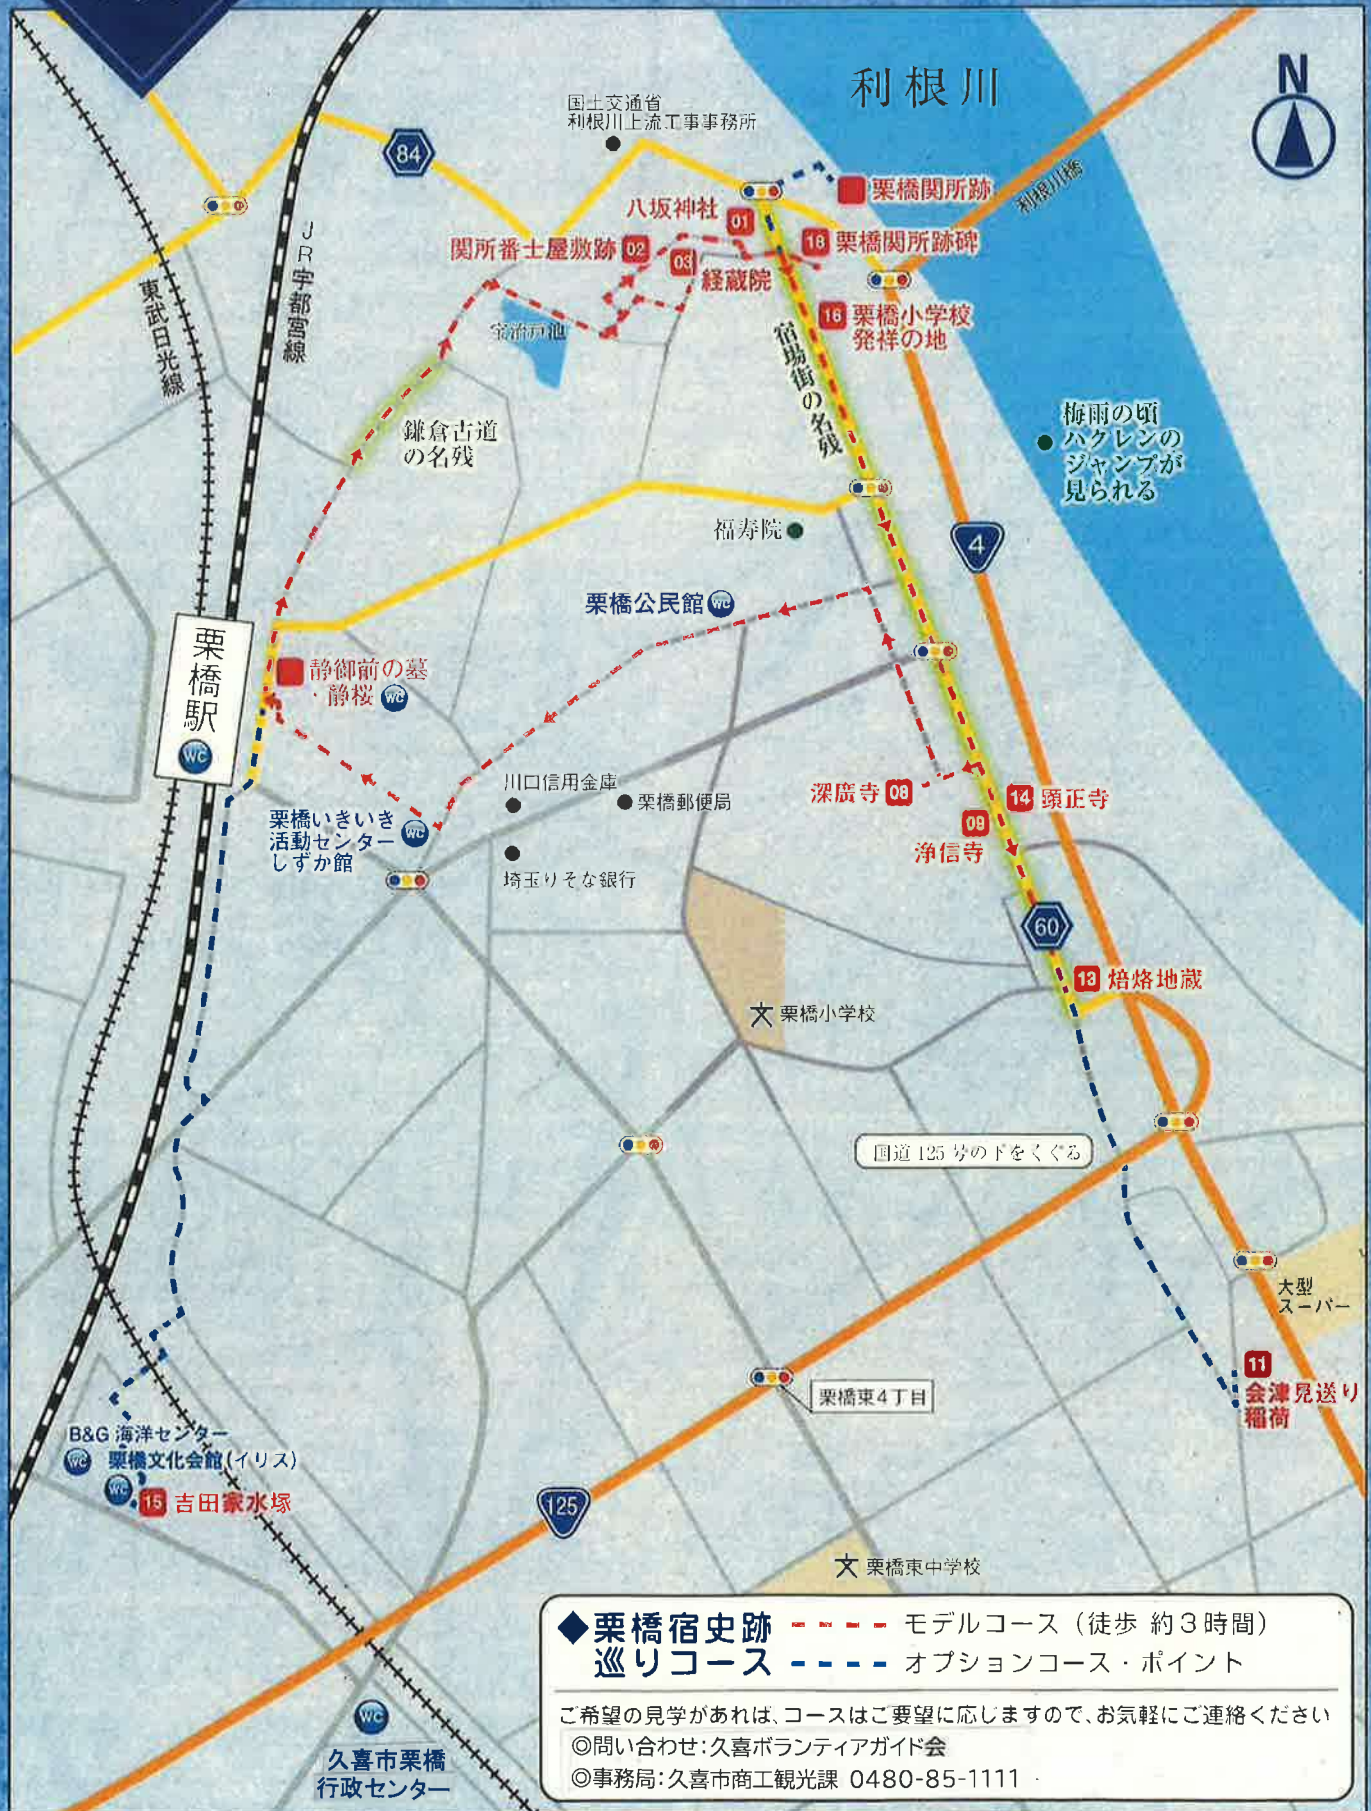 利根川
N
国土交通省
利根川上流工事事務所
84
栗橋関所跡
利根川橋
八坂神社
01
18 栗橋関所跡碑
関所番士屋敷跡 02
03
経蔵院
JR宇都宮線
東武日光線
宝治戸池
16 栗橋小学校
発祥の地
宿場街の名残
鎌倉古道
の名残
梅雨の頃
ハクレンの
ジャンプが
見られる
福寿院
4
栗橋公民館 WC
栗橋駅
WC
静御前の墓
・静桜 WC
川口信用金庫
栗橋郵便局
深廣寺 08
14 顕正寺
09
浄信寺
栗橋いきいき
活動センター
しずか館
WC
埼玉りそな銀行
60
13 焙烙地蔵
文 栗橋小学校
国道125号の下をくぐる
大型
スーパー
11
会津見送り
稲荷
栗橋東4丁目
B&G 海洋センター
WC 栗橋文化会館(イリス)
WC
15 吉田家水塚
125
文 栗橋東中学校
WC
久喜市栗橋
行政センター
◆栗橋宿史跡
巡りコース
モデルコース(徒歩 約3時間)
オプションコース・ポイント
ご希望の見学があれば、コースはご要望に応じますので、お気軽にご連絡ください
◎問い合わせ:久喜ボランティアガイド会
◎事務局:久喜市商工観光課 0480-85-1111